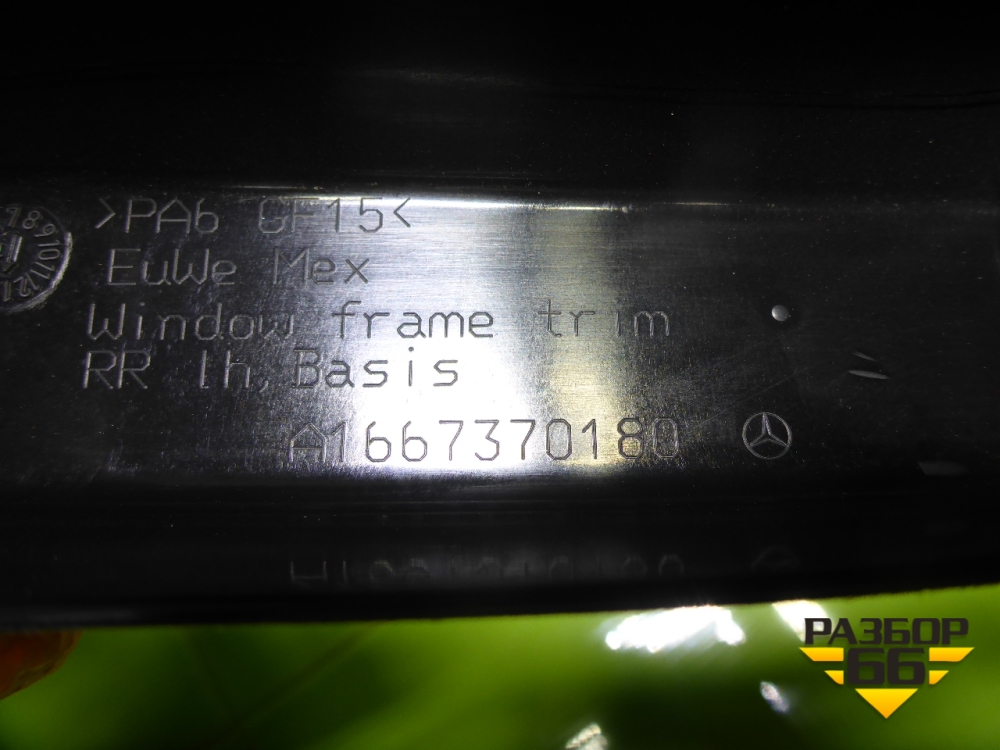 >PA6 GF15<
EuWe Mex
Window frame trim
RR lh, Basis
A1667370180
РАЗБОР
66